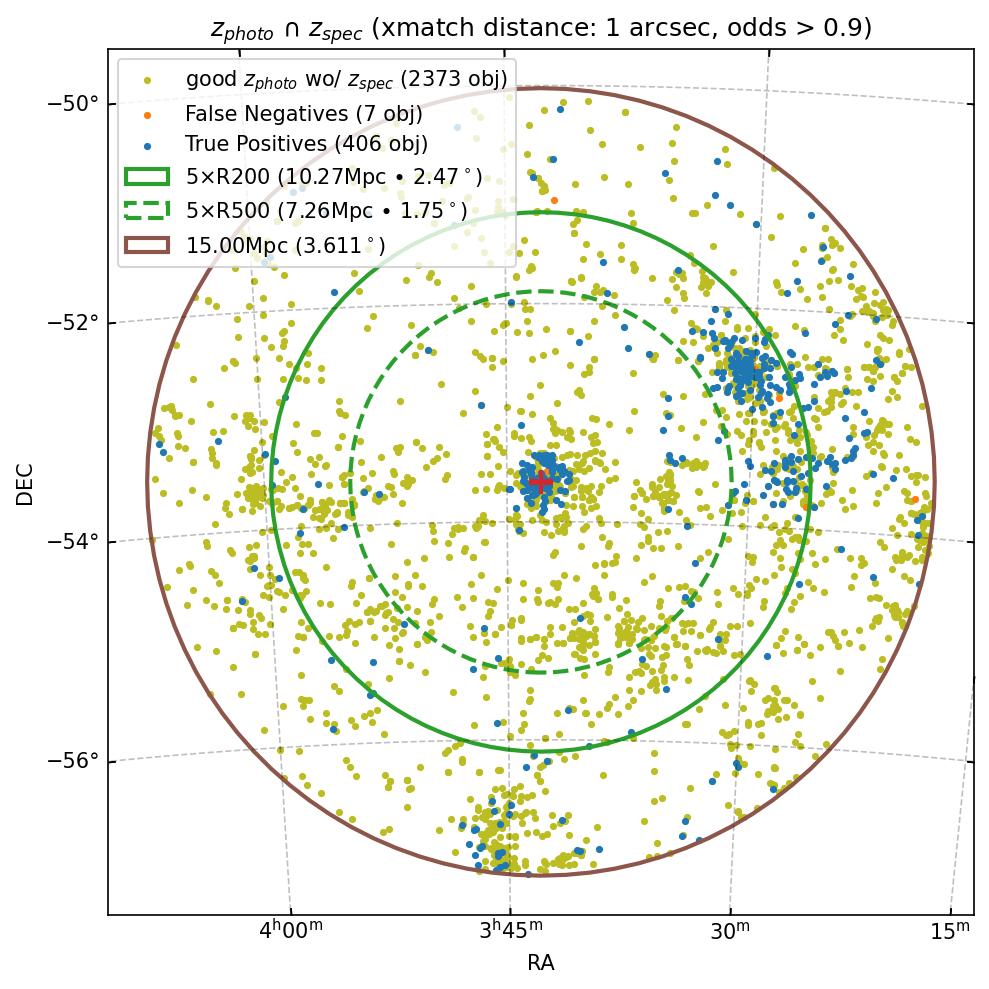 z_photo ∩ z_spec (xmatch distance: 1 arcsec, odds > 0.9)
good z_photo wo/ z_spec (2373 obj)
False Negatives (7 obj)
True Positives (406 obj)
5×R200 (10.27Mpc • 2.47°)
5×R500 (7.26Mpc • 1.75°)
15.00Mpc (3.611°)
−50°
−52°
−54°
−56°
DEC
4h00m
3h45m
30m
15m
RA